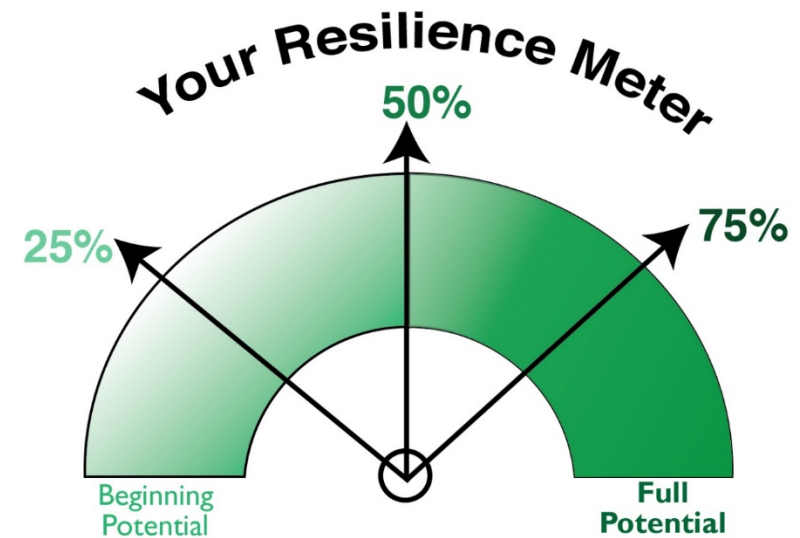 Your Resilience Meter
50%
25%
75%
Beginning
Potential
Full
Potential